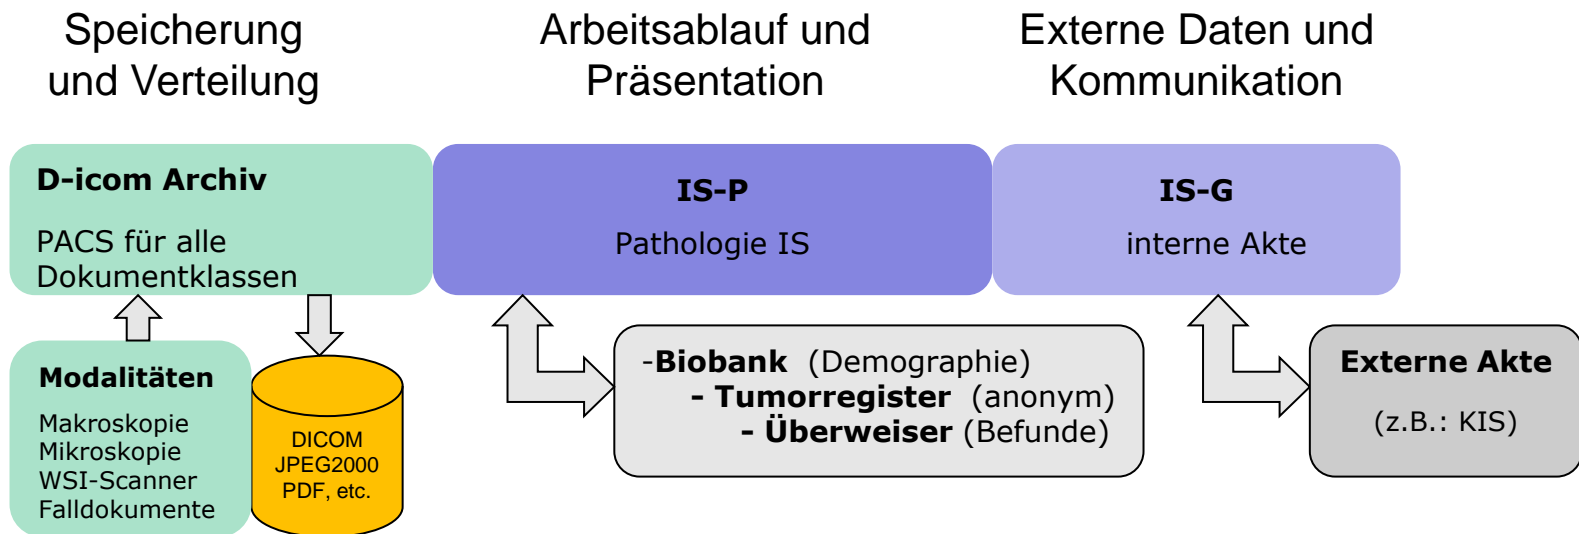 Speicherung
und Verteilung
Arbeitsablauf und
Präsentation
Externe Daten und
Kommunikation
D-icom Archiv
PACS für alle
Dokumentklassen
IS-P
Pathologie IS
IS-G
interne Akte
Modalitäten
Makroskopie
Mikroskopie
WSI-Scanner
Falldokumente
DICOM
JPEG2000
PDF, etc.
-Biobank (Demographie)
- Tumorregister (anonym)
- Überweiser (Befunde)
Externe Akte
(z.B.: KIS)